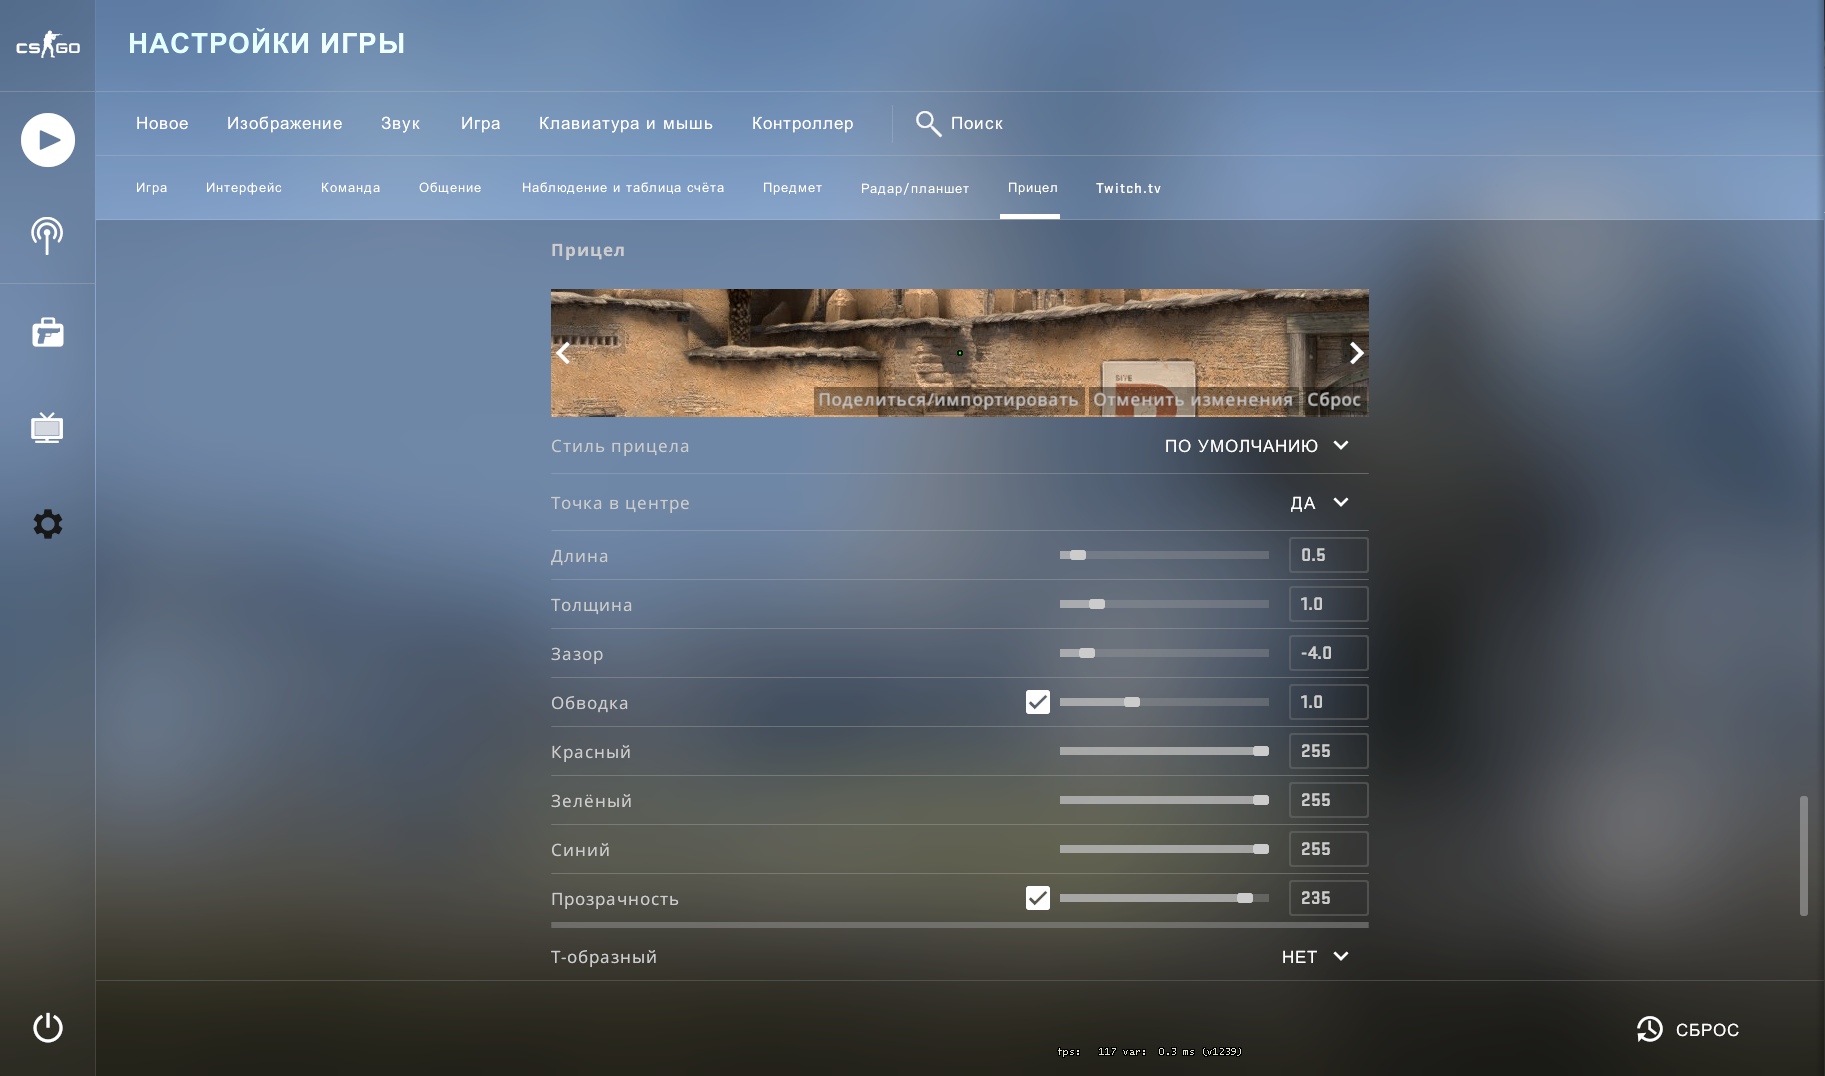 CS GO
НАСТРОЙКИ ИГРЫ
Новое Изображение Звук Игра Клавиатура и мышь Контроллер Поиск
Игра Интерфейс Команда Общение Наблюдение и таблица счёта Предмет Радар/планшет Прицел Twitch.tv
Прицел
SITE
Поделиться/импортировать Отменить изменения Сброс
Стиль прицела ПО УМОЛЧАНИЮ
Точка в центре ДА
Длина 0.5
Толщина 1.0
Зазор -4.0
Обводка 1.0
Красный 255
Зелёный 255
Синий 255
Прозрачность 235
Т-образный НЕТ
СБРОС
fps: 117 var: 0.3 ms (v1239)